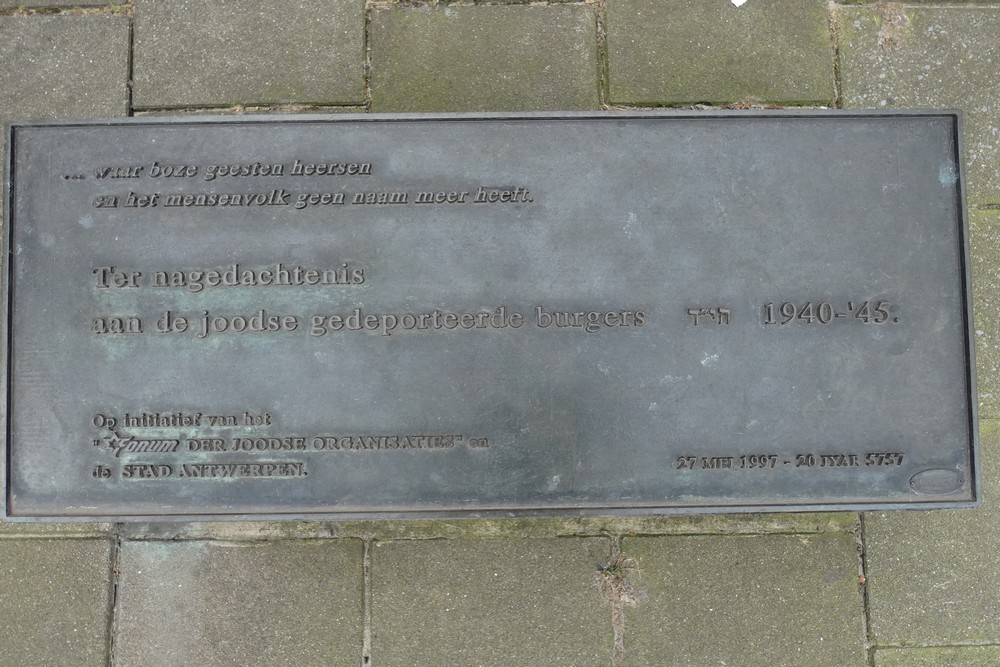 ... waar boze geesten heersen
en het mensenvolk geen naam meer heeft.
Ter nagedachtenis
aan de joodse gedeporteerde burgers הי״ד 1940-'45.
Op initiatief van het
"FORUM DER JOODSE ORGANISATIES" en
de STAD ANTWERPEN.
27 MEI 1997 - 20 IYAR 5757